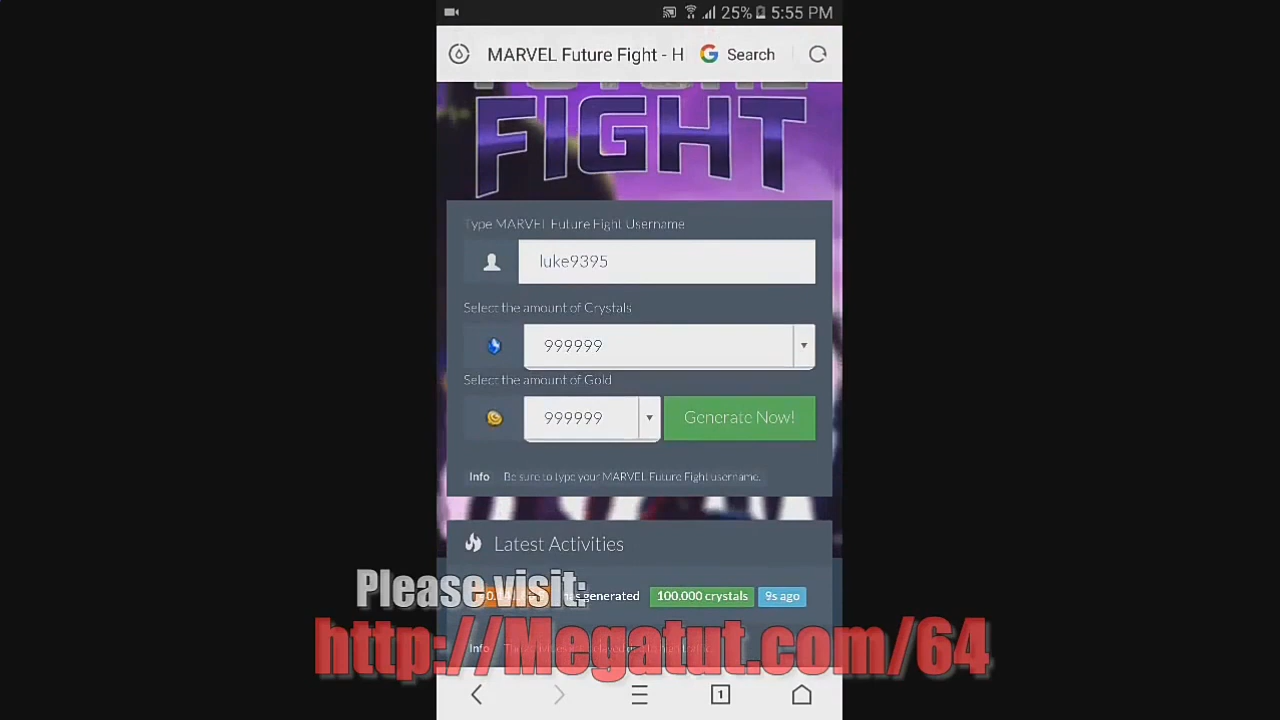 25% 5:55 PM
MARVEL Future Fight - H Search
FIGHT
Type MARVEL Future Fight Username
luke9395
Select the amount of Crystals
999999
Select the amount of Gold
999999 Generate Now!
Info Be sure to type your MARVEL Future Fight username.
Latest Activities
has generated 100.000 crystals 9s ago
Please visit:
http://Megatut.com/64
Info
1